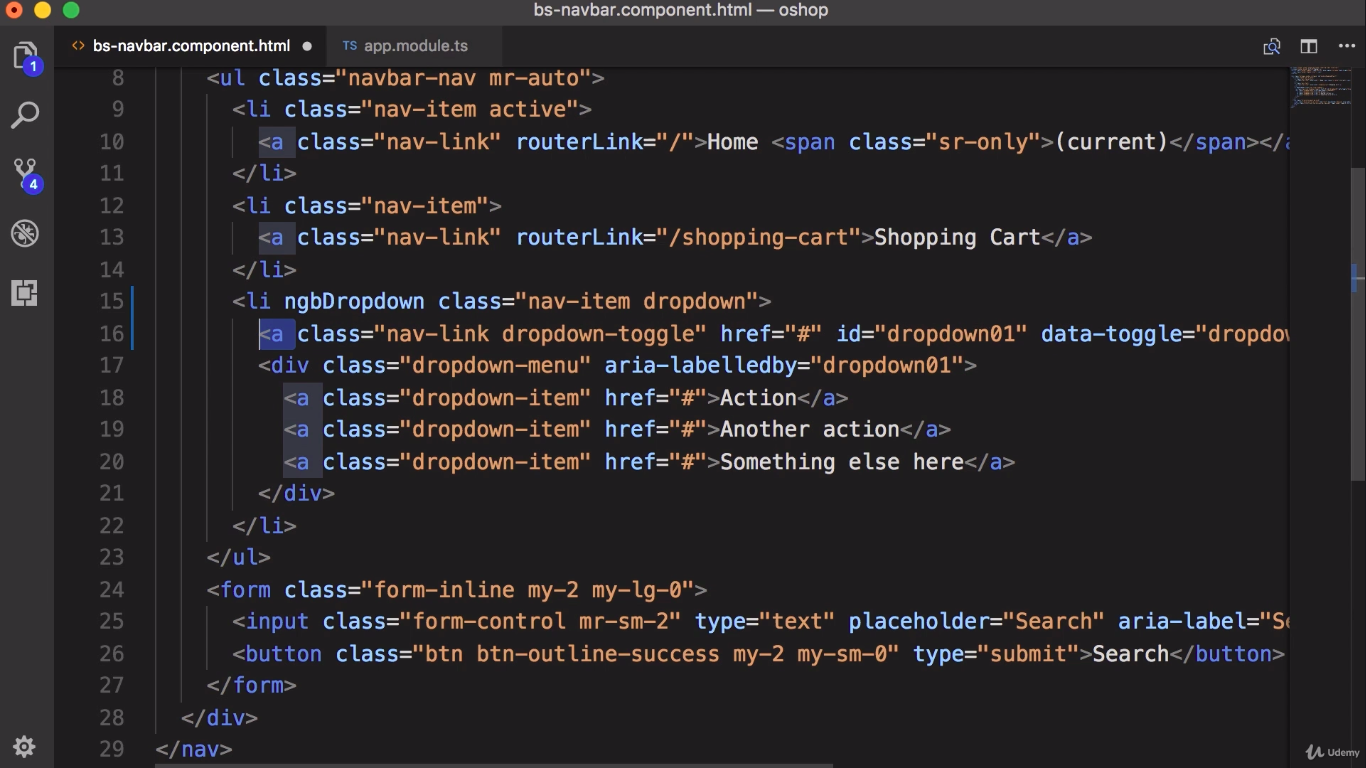 bs-navbar.component.html — oshop
<> bs-navbar.component.html ● TS app.module.ts ...
1
4
8 <ul class="navbar-nav mr-auto">
9 <li class="nav-item active">
10 <a class="nav-link" routerLink="/">Home <span class="sr-only">(current)</span></a
11 </li>
12 <li class="nav-item">
13 <a class="nav-link" routerLink="/shopping-cart">Shopping Cart</a>
14 </li>
15 <li ngbDropdown class="nav-item dropdown">
16 <a class="nav-link dropdown-toggle" href="#" id="dropdown01" data-toggle="dropdow
17 <div class="dropdown-menu" aria-labelledby="dropdown01">
18 <a class="dropdown-item" href="#">Action</a>
19 <a class="dropdown-item" href="#">Another action</a>
20 <a class="dropdown-item" href="#">Something else here</a>
21 </div>
22 </li>
23 </ul>
24 <form class="form-inline my-2 my-lg-0">
25 <input class="form-control mr-sm-2" type="text" placeholder="Search" aria-label="Se
26 <button class="btn btn-outline-success my-2 my-sm-0" type="submit">Search</button>
27 </form>
28 </div>
29 </nav>
Udemy